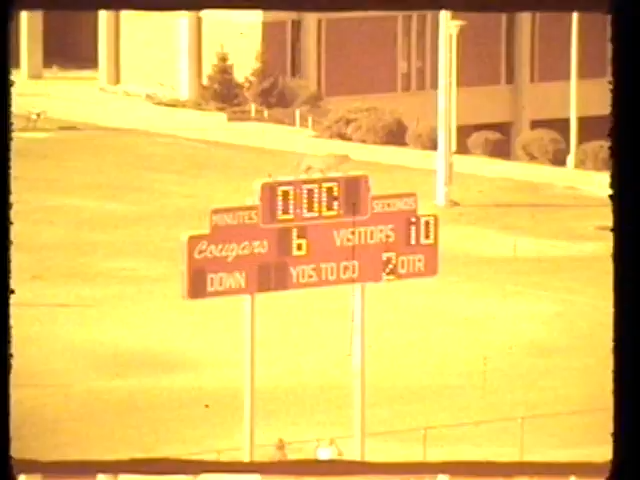 0:00
MINUTES SECONDS
Cougars 6 VISITORS 10
DOWN YDS. TO GO 2 QTR